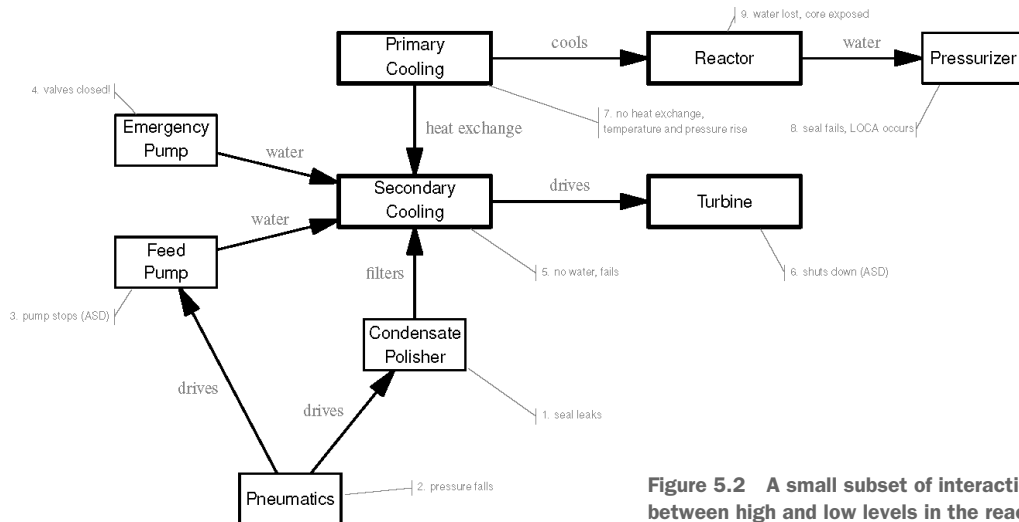 9. water lost, core exposed
Primary
Cooling
cools
Reactor
water
Pressurizer
4. valves closed!
7. no heat exchange,
temperature and pressure rise
8. seal fails, LOCA occurs
Emergency
Pump
heat exchange
water
Secondary
Cooling
drives
Turbine
water
Feed
Pump
filters
5. no water, fails
6. shuts down (ASD)
3. pump stops (ASD)
Condensate
Polisher
drives
drives
1. seal leaks
Pneumatics
2. pressure falls
Figure 5.2 A small subset of interacti
between high and low levels in the reac